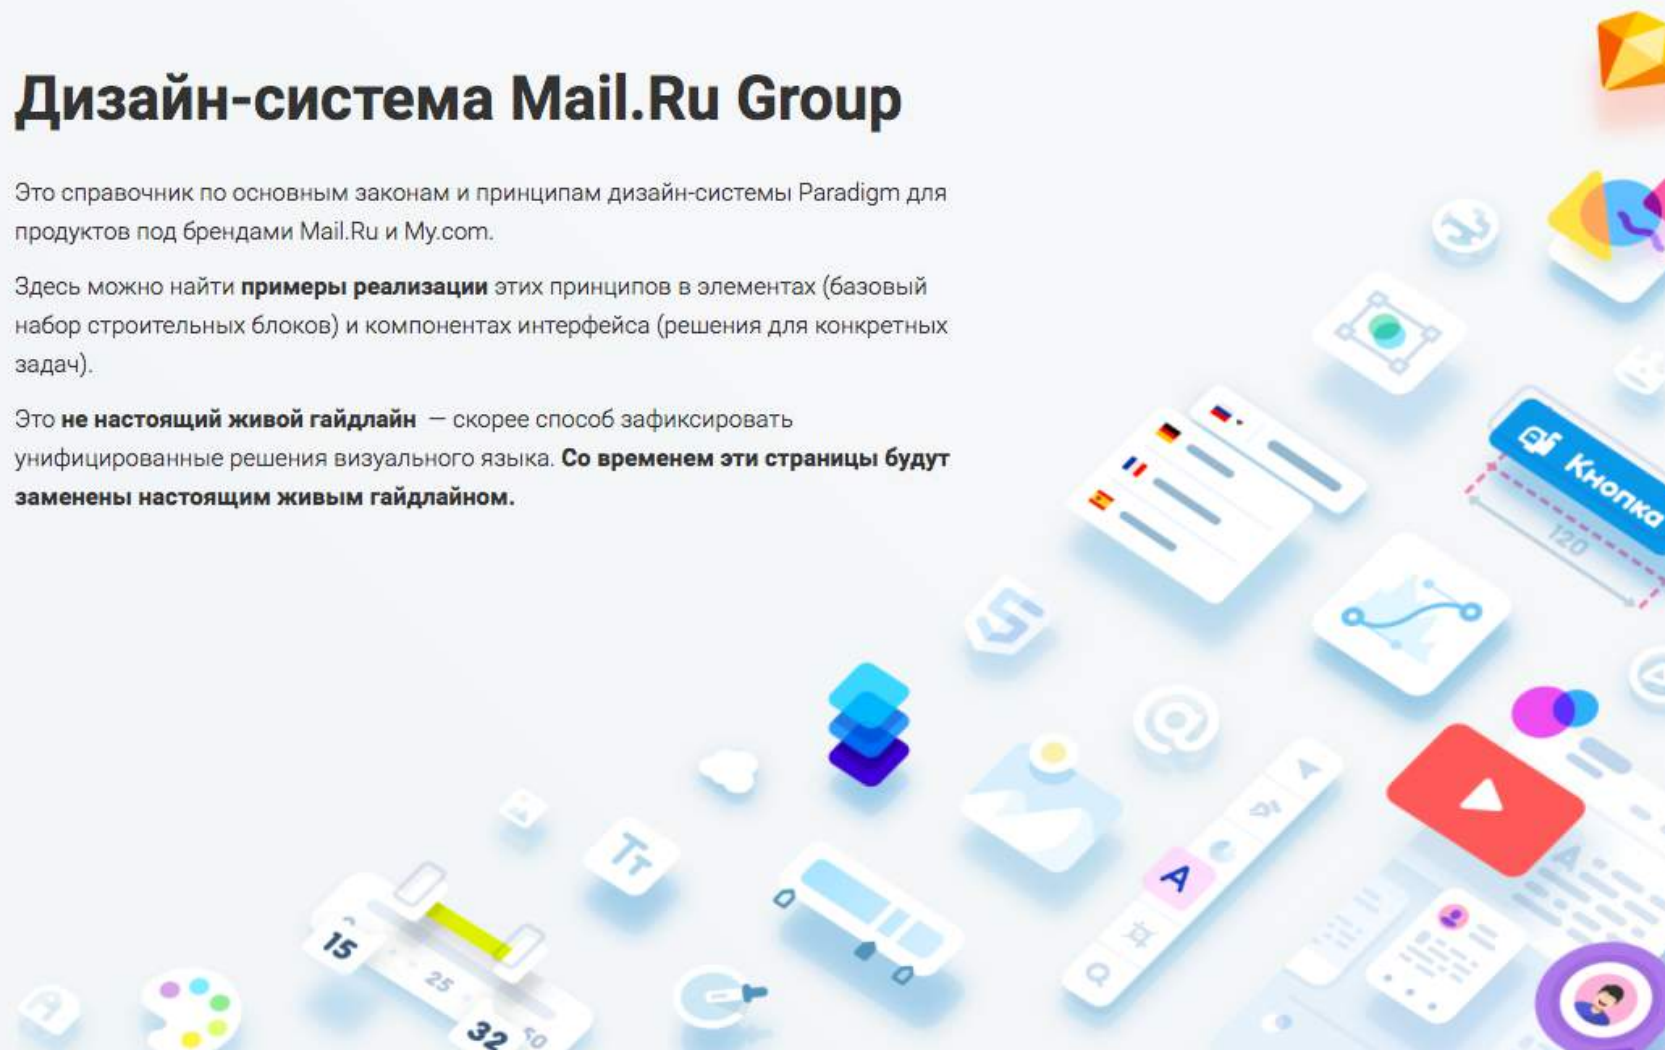 Дизайн-система Mail.Ru Group
Это справочник по основным законам и принципам дизайн-системы Paradigm для
продуктов под брендами Mail.Ru и My.com.
Здесь можно найти примеры реализации этих принципов в элементах (базовый
набор строительных блоков) и компонентах интерфейса (решения для конкретных
задач).
Это не настоящий живой гайдлайн — скорее способ зафиксировать
унифицированные решения визуального языка. Со временем эти страницы будут
заменены настоящим живым гайдлайном.
Кнопка
120
@
Тт
A
15
25
32
50